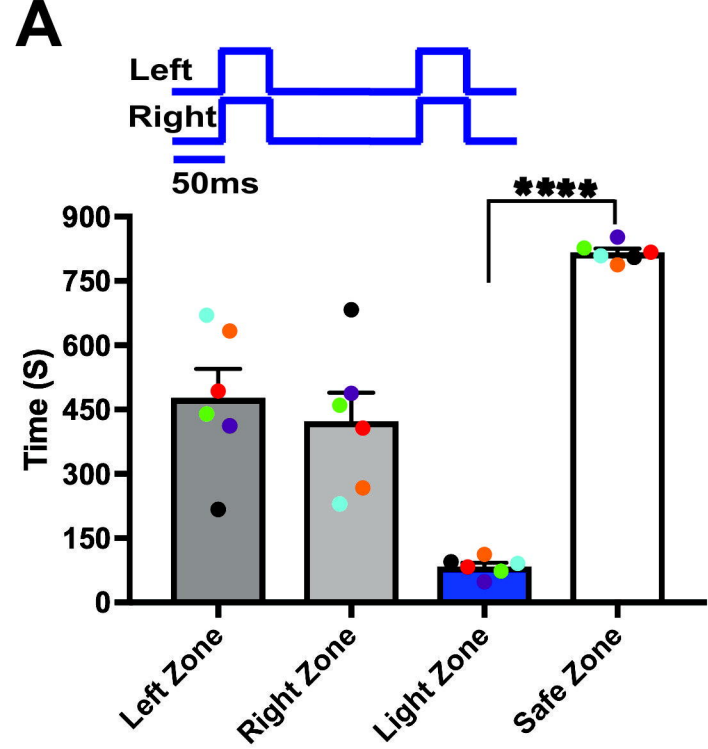 A
Left
Right
50ms
****
900
750
600
450
300
150
0
Time (S)
Left Zone
Right Zone
Light Zone
Safe Zone